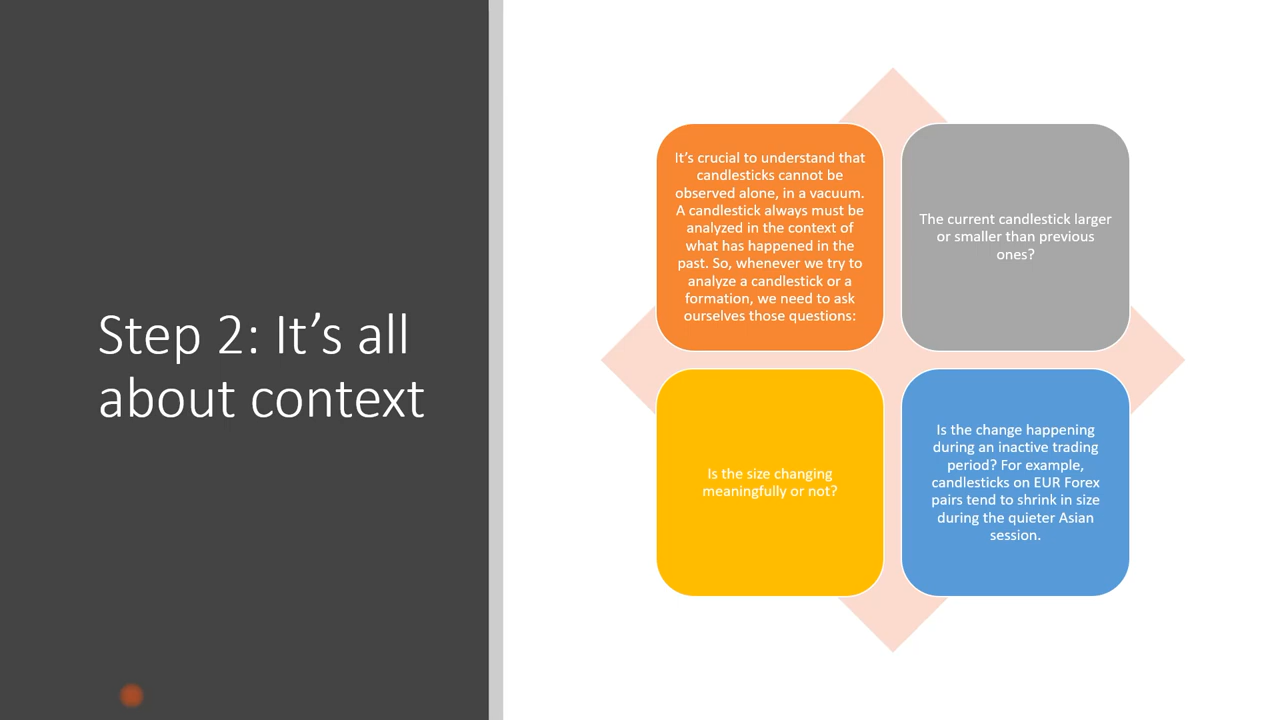 Step 2: It’s all
about context
It’s crucial to understand that
candlesticks cannot be
observed alone, in a vacuum.
A candlestick always must be
analyzed in the context of
what has happened in the
past. So, whenever we try to
analyze a candlestick or a
formation, we need to ask
ourselves those questions:
The current candlestick larger
or smaller than previous
ones?
Is the size changing
meaningfully or not?
Is the change happening
during an inactive trading
period? For example,
candlesticks on EUR Forex
pairs tend to shrink in size
during the quieter Asian
session.